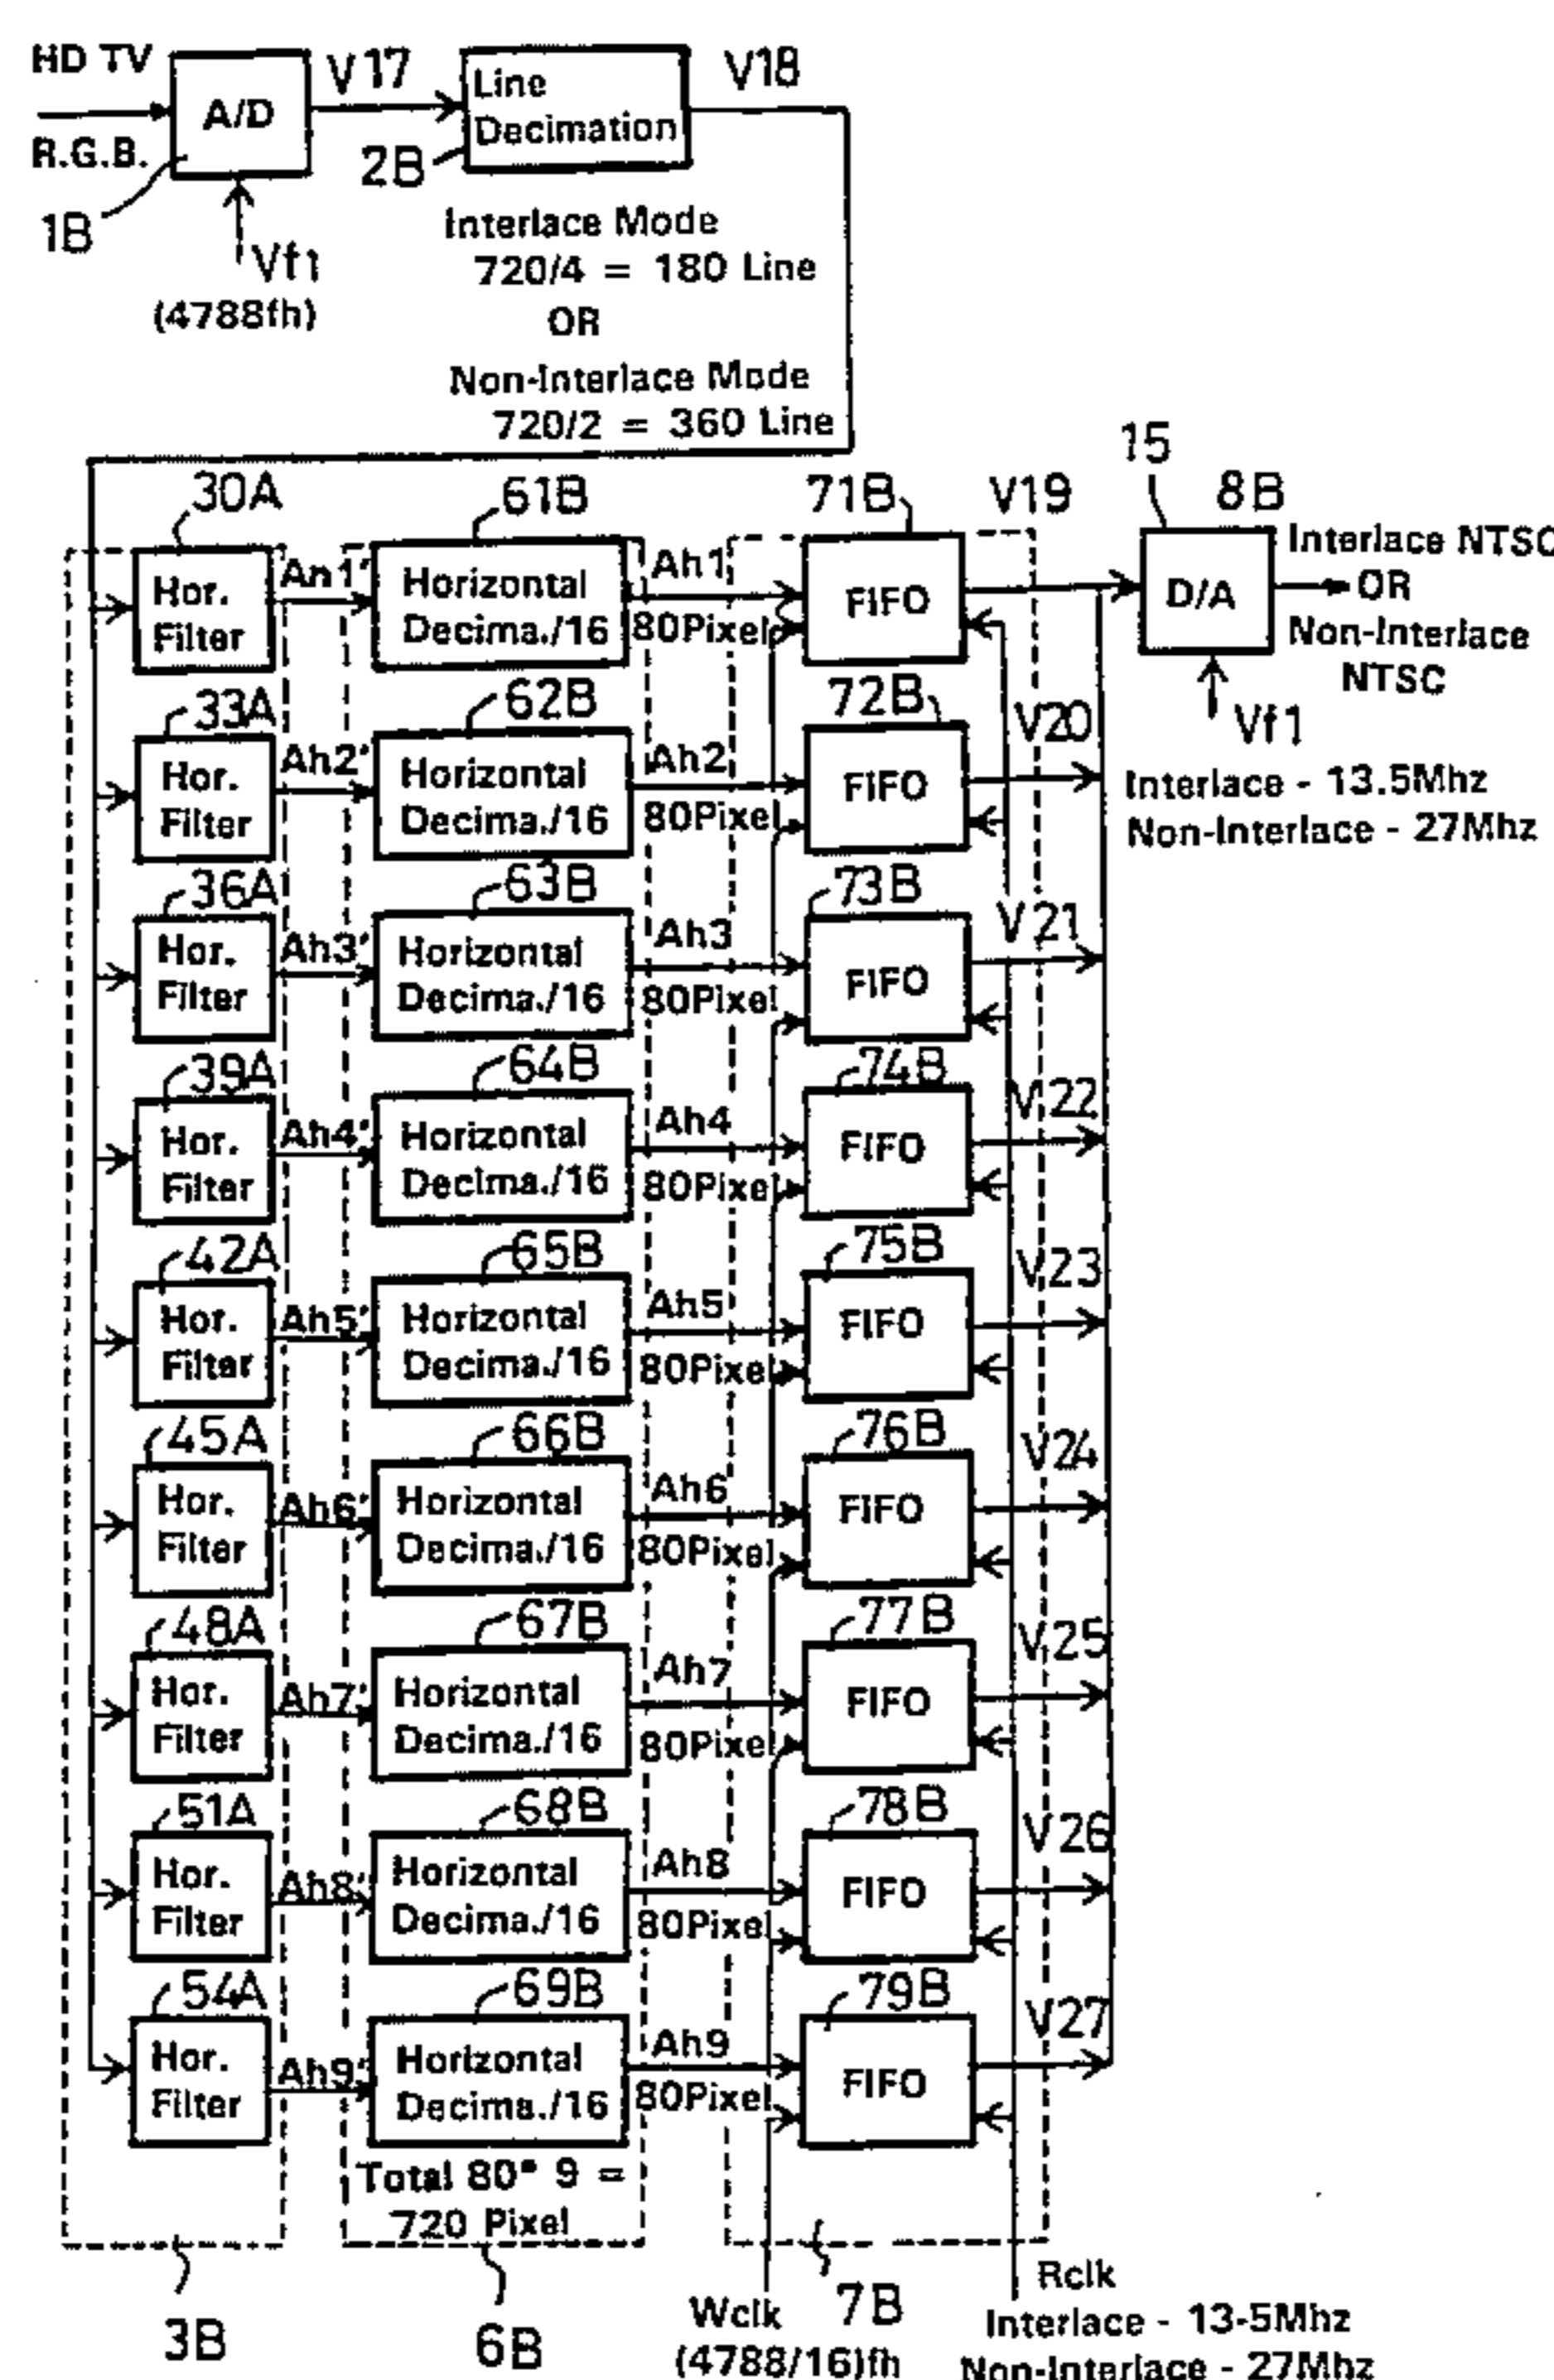 HD TV
R.G.B.
A/D
1B
Vf1
(4788fh)
V17
Line
Decimation
2B
V18
Interlace Mode
720/4 = 180 Line
OR
Non-Interlace Mode
720/2 = 360 Line
30A
Hor.
Filter
An1'
61B
Horizontal
Decima./16
Ah1
80Pixel
71B
FIFO
V19
15
8B
D/A
Interlace NTSC
OR
Non-Interlace
NTSC
Vf1
Interlace - 13.5Mhz
Non-Interlace - 27Mhz
33A
Hor.
Filter
Ah2'
62B
Horizontal
Decima./16
Ah2
80Pixel
72B
FIFO
V20
36A
Hor.
Filter
Ah3'
63B
Horizontal
Decima./16
Ah3
80Pixel
73B
FIFO
V21
39A
Hor.
Filter
Ah4'
64B
Horizontal
Decima./16
Ah4
80Pixel
74B
FIFO
V22
42A
Hor.
Filter
Ah5'
65B
Horizontal
Decima./16
Ah5
80Pixel
75B
FIFO
V23
45A
Hor.
Filter
Ah6'
66B
Horizontal
Decima./16
Ah6
80Pixel
76B
FIFO
V24
48A
Hor.
Filter
Ah7'
67B
Horizontal
Decima./16
Ah7
80Pixel
77B
FIFO
V25
51A
Hor.
Filter
Ah8'
68B
Horizontal
Decima./16
Ah8
80Pixel
78B
FIFO
V26
54A
Hor.
Filter
Ah9'
69B
Horizontal
Decima./16
Ah9
80Pixel
79B
FIFO
V27
Total 80* 9 =
720 Pixel
3B
6B
7B
Wclk
(4788/16)fh
Rclk
Interlace - 13-5Mhz
Non-Interlace - 27Mhz